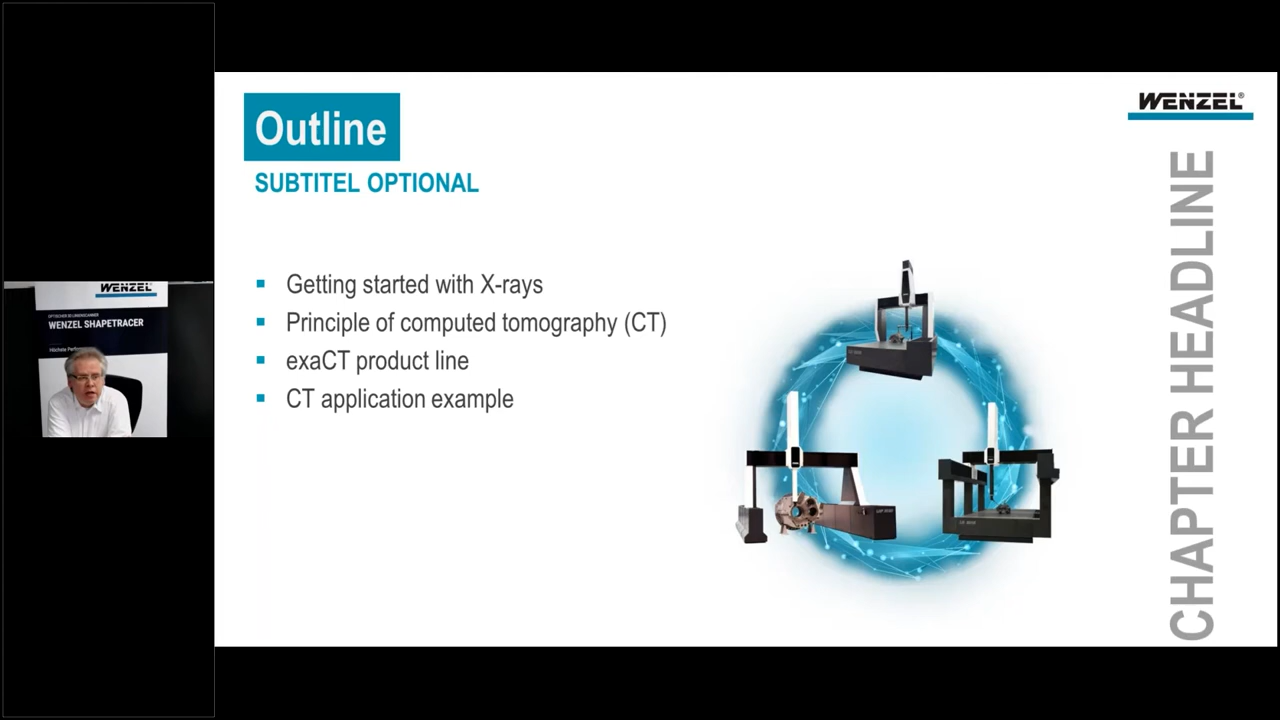 Outline
SUBTITEL OPTIONAL
Getting started with X-rays
Principle of computed tomography (CT)
exaCT product line
CT application example
WENZEL®
CHAPTER HEADLINE
WENZEL
WENZEL SHAPETRACER